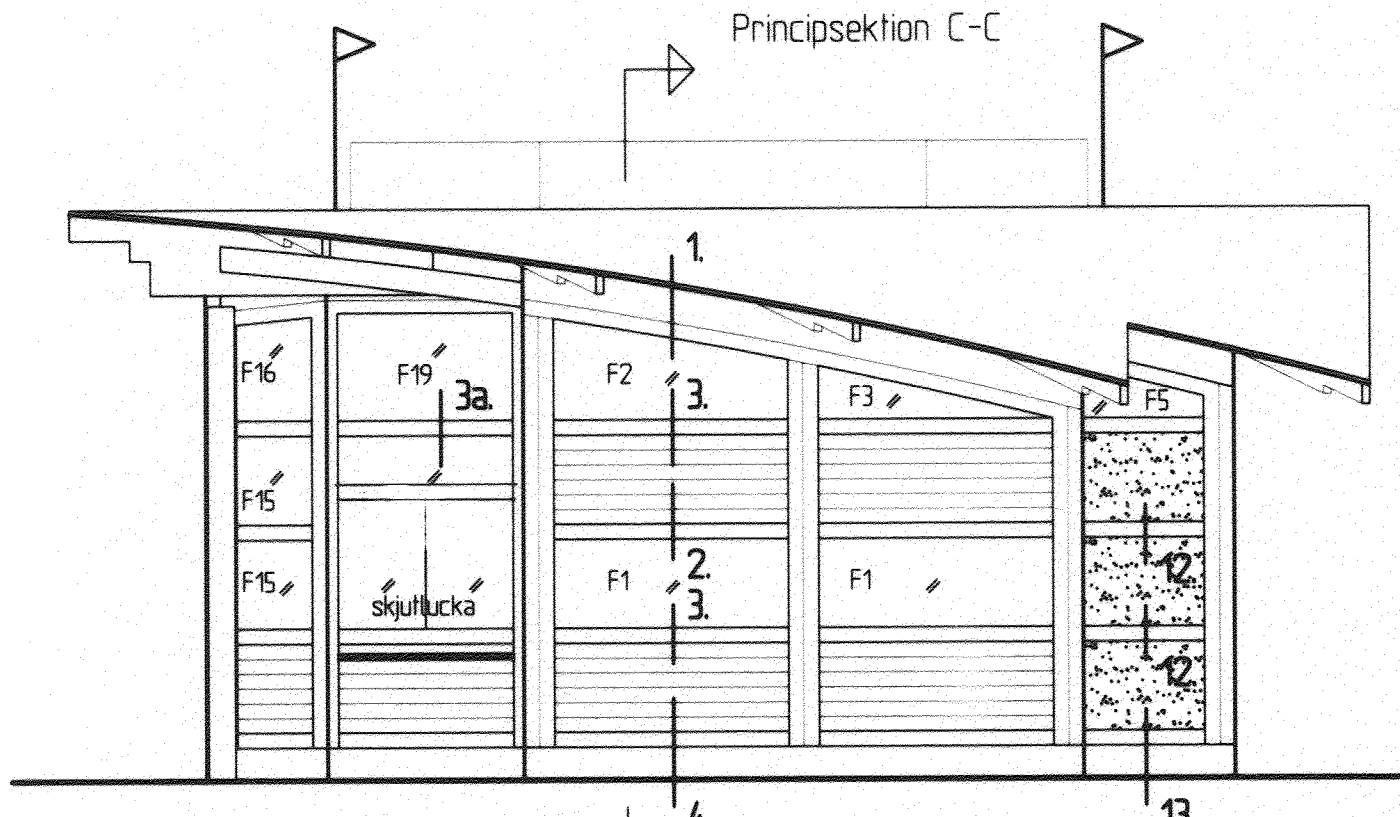 Principsektion C-C
1.
F16
F19
F2
F3
F5
3a.
3.
F15
F15
skjutlucka
F1
2.
3.
F1
12
12
4
13